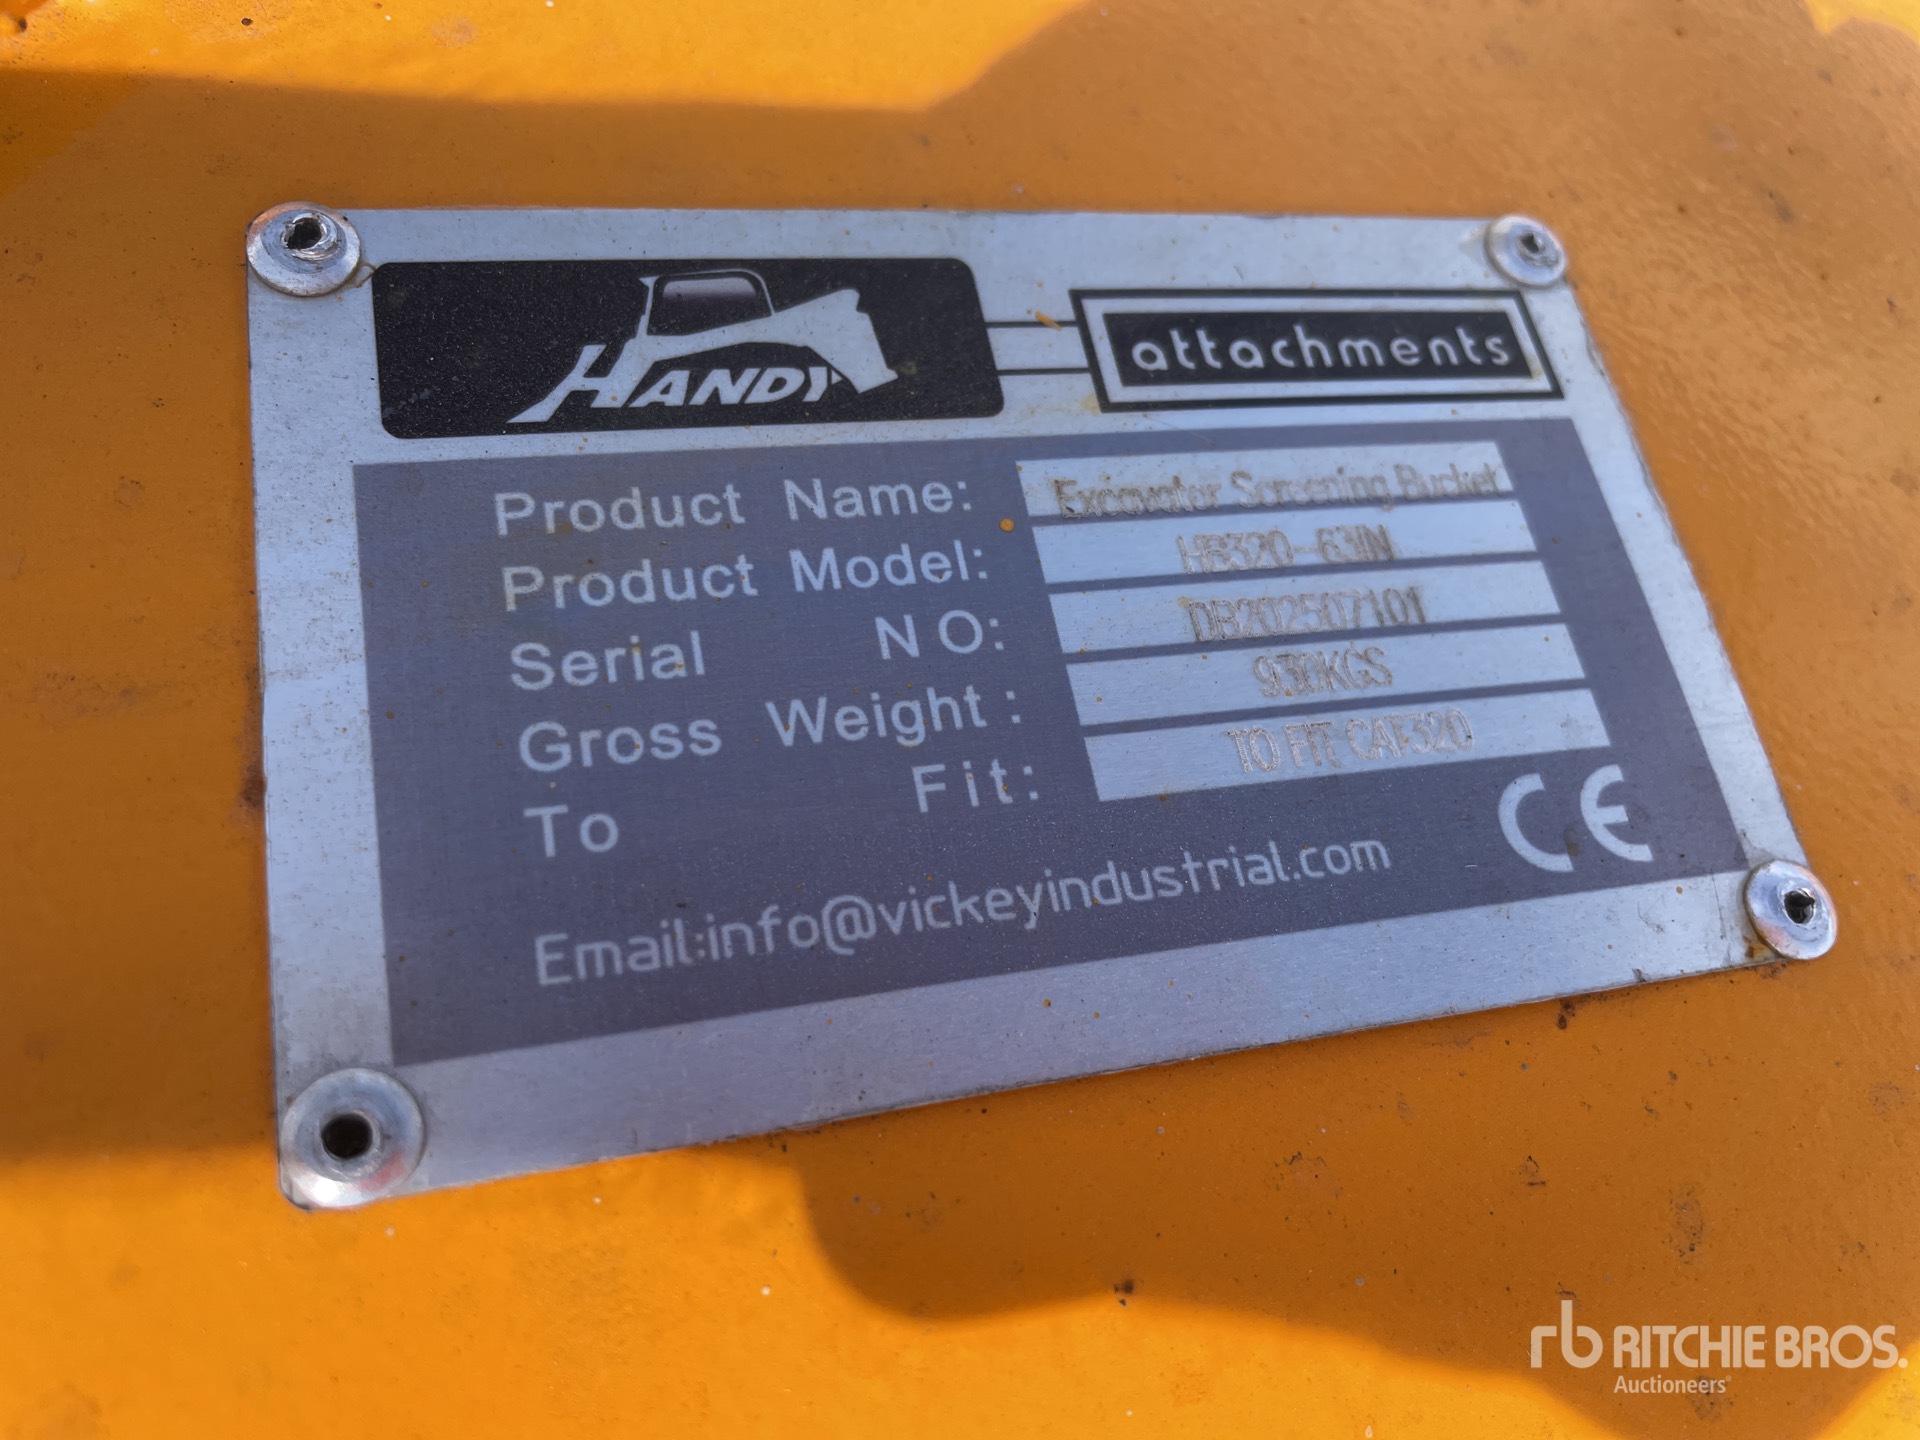 HANDY
attachments
Product Name: Excavator Screening Bucket
Product Model: HB320-63IN
Serial NO: DB202507101
Gross Weight: 930KGS
To Fit: TO FIT CAT320
Email:info@vickeyindustrial.com
CE
rb RITCHIE BROS.
Auctioneers